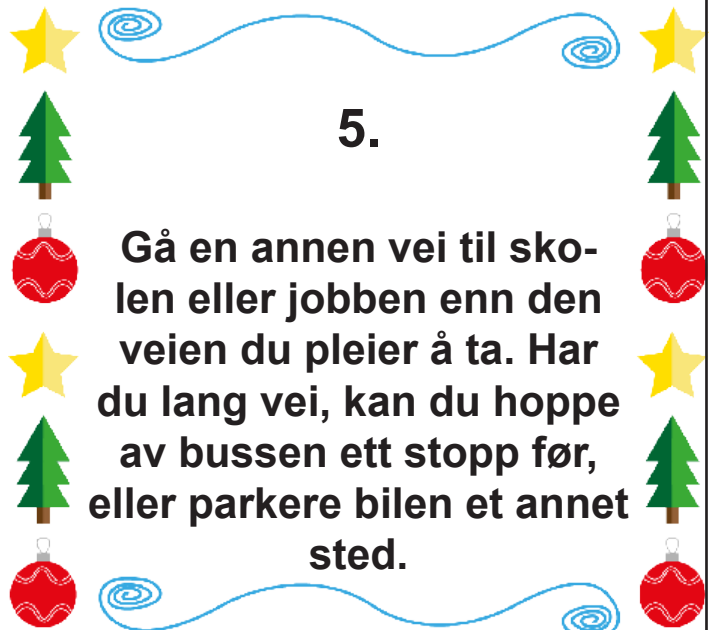 5.
Gå en annen vei til sko-
len eller jobben enn den
veien du pleier å ta. Har
du lang vei, kan du hoppe
av bussen ett stopp før,
eller parkere bilen et annet
sted.